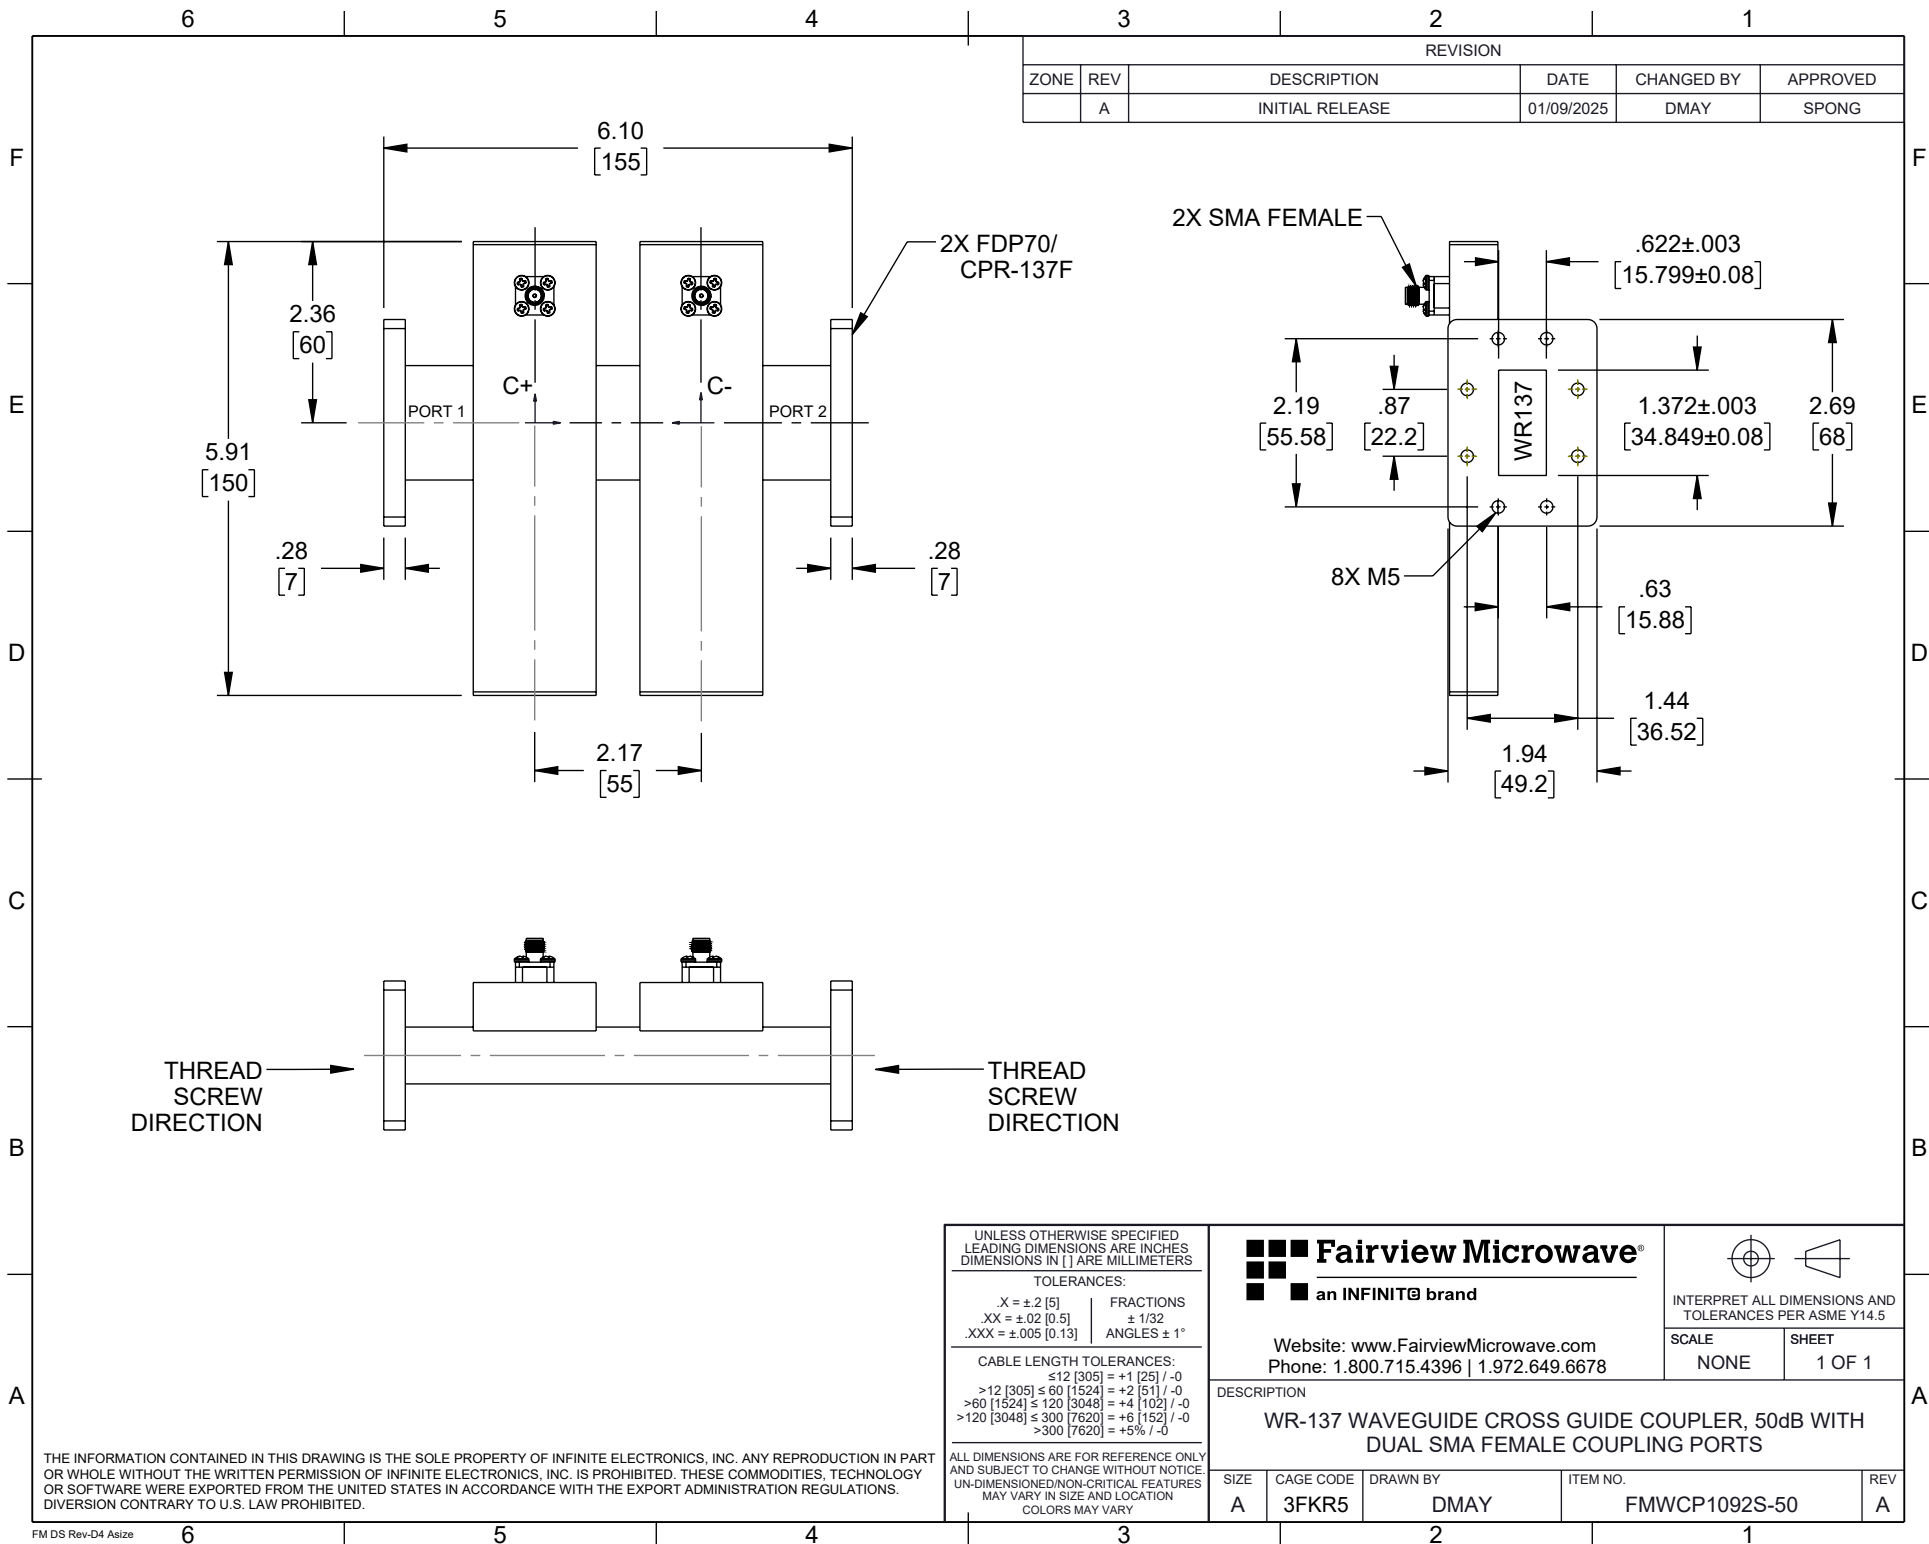 6 5 4 3 2 1
REVISION
ZONE REV DESCRIPTION DATE CHANGED BY APPROVED
A INITIAL RELEASE 01/09/2025 DMAY SPONG
F
F
6.10
[155]
2X FDP70/
CPR-137F
2.36
[60]
C+
C-
PORT 1
PORT 2
5.91
[150]
.28
[7]
.28
[7]
2.17
[55]
2X SMA FEMALE
.622±.003
[15.799±0.08]
2.19
[55.58]
.87
[22.2]
WR137
1.372±.003
[34.849±0.08]
2.69
[68]
8X M5
.63
[15.88]
1.44
[36.52]
1.94
[49.2]
E
E
D
D
C
C
THREAD
SCREW
DIRECTION
THREAD
SCREW
DIRECTION
B
B
A
A
UNLESS OTHERWISE SPECIFIED
LEADING DIMENSIONS ARE INCHES
DIMENSIONS IN [ ] ARE MILLIMETERS
TOLERANCES:
.X = ±.2 [5]
.XX = ±.02 [0.5]
.XXX = ±.005 [0.13]
FRACTIONS
± 1/32
ANGLES ± 1°
CABLE LENGTH TOLERANCES:
≤12 [305] = +1 [25] / -0
>12 [305] ≤ 60 [1524] = +2 [51] / -0
>60 [1524] ≤ 120 [3048] = +4 [102] / -0
>120 [3048] ≤ 300 [7620] = +6 [152] / -0
>300 [7620] = +5% / -0
ALL DIMENSIONS ARE FOR REFERENCE ONLY
AND SUBJECT TO CHANGE WITHOUT NOTICE.
UN-DIMENSIONED/NON-CRITICAL FEATURES
MAY VARY IN SIZE AND LOCATION
COLORS MAY VARY
Fairview Microwave®
an INFINITE brand
Website: www.FairviewMicrowave.com
Phone: 1.800.715.4396 | 1.972.649.6678
INTERPRET ALL DIMENSIONS AND
TOLERANCES PER ASME Y14.5
SCALE
NONE
SHEET
1 OF 1
DESCRIPTION
WR-137 WAVEGUIDE CROSS GUIDE COUPLER, 50dB WITH
DUAL SMA FEMALE COUPLING PORTS
SIZE
A
CAGE CODE
3FKR5
DRAWN BY
DMAY
ITEM NO.
FMWCP1092S-50
REV
A
THE INFORMATION CONTAINED IN THIS DRAWING IS THE SOLE PROPERTY OF INFINITE ELECTRONICS, INC. ANY REPRODUCTION IN PART
OR WHOLE WITHOUT THE WRITTEN PERMISSION OF INFINITE ELECTRONICS, INC. IS PROHIBITED. THESE COMMODITIES, TECHNOLOGY
OR SOFTWARE WERE EXPORTED FROM THE UNITED STATES IN ACCORDANCE WITH THE EXPORT ADMINISTRATION REGULATIONS.
DIVERSION CONTRARY TO U.S. LAW PROHIBITED.
FM DS Rev-D4 Asize
6 5 4 3 2 1